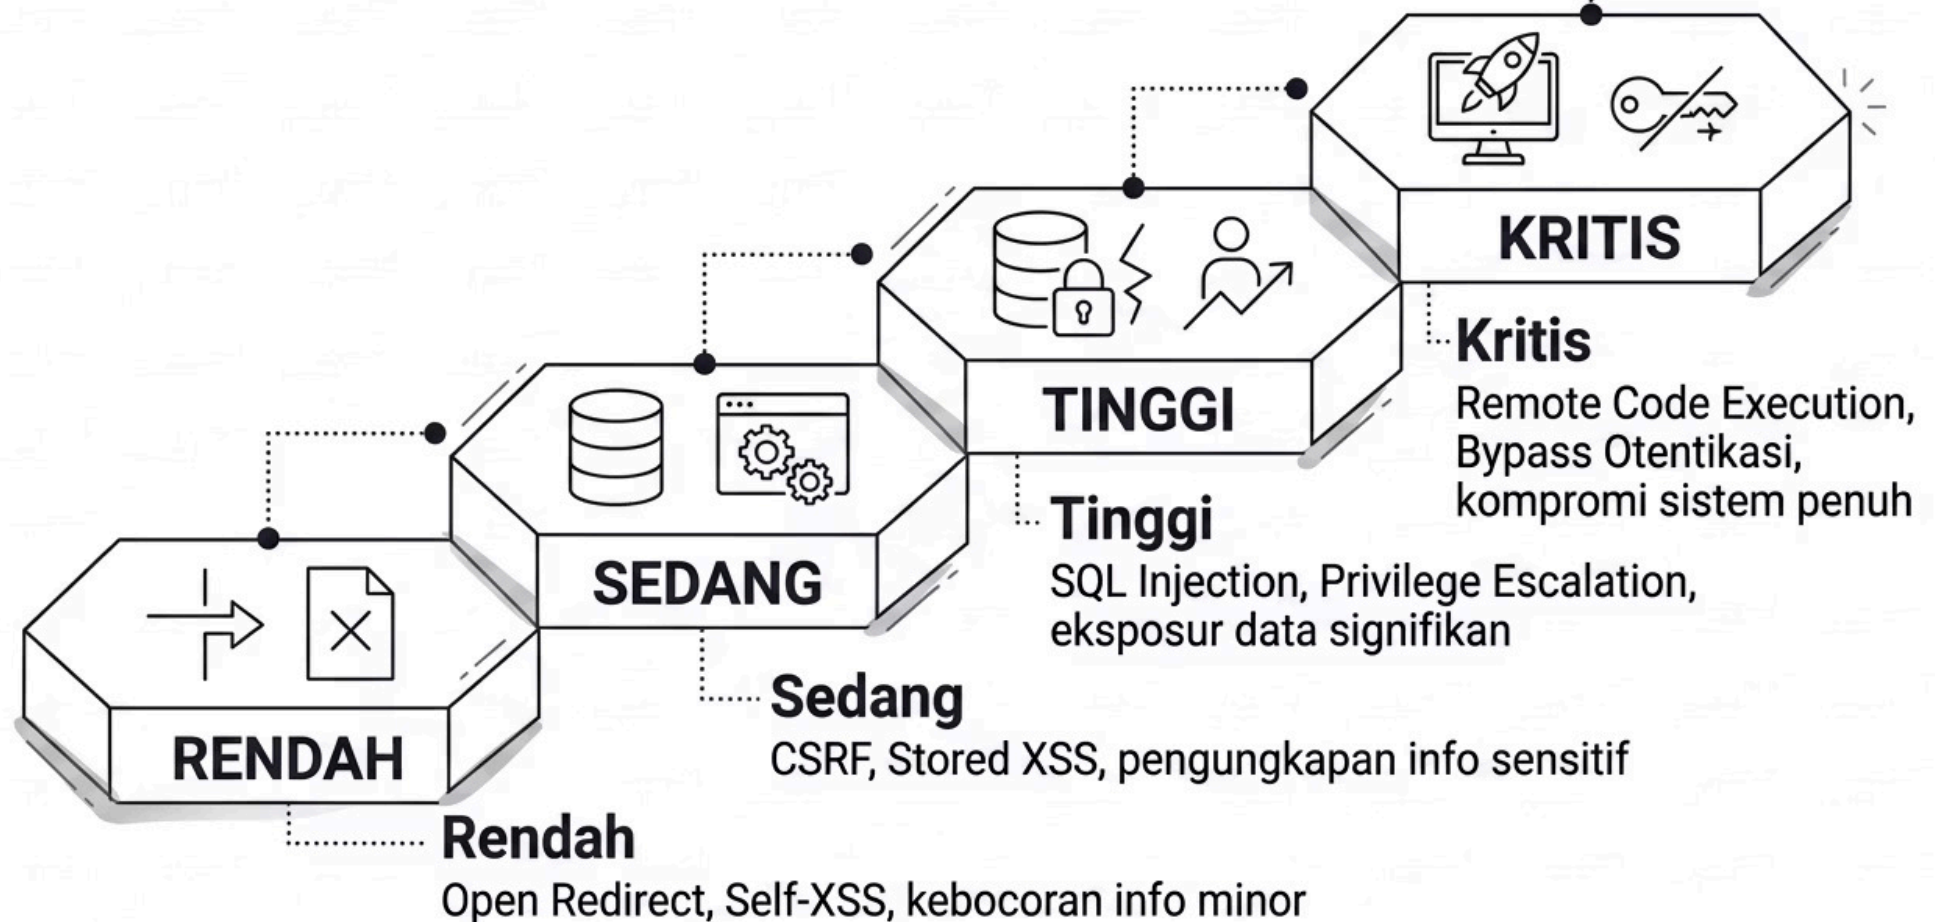 KRITIS
Kritis
Remote Code Execution,
Bypass Otentikasi,
kompromi sistem penuh
TINGGI
Tinggi
SQL Injection, Privilege Escalation,
eksposur data signifikan
SEDANG
Sedang
CSRF, Stored XSS, pengungkapan info sensitif
RENDAH
Rendah
Open Redirect, Self-XSS, kebocoran info minor